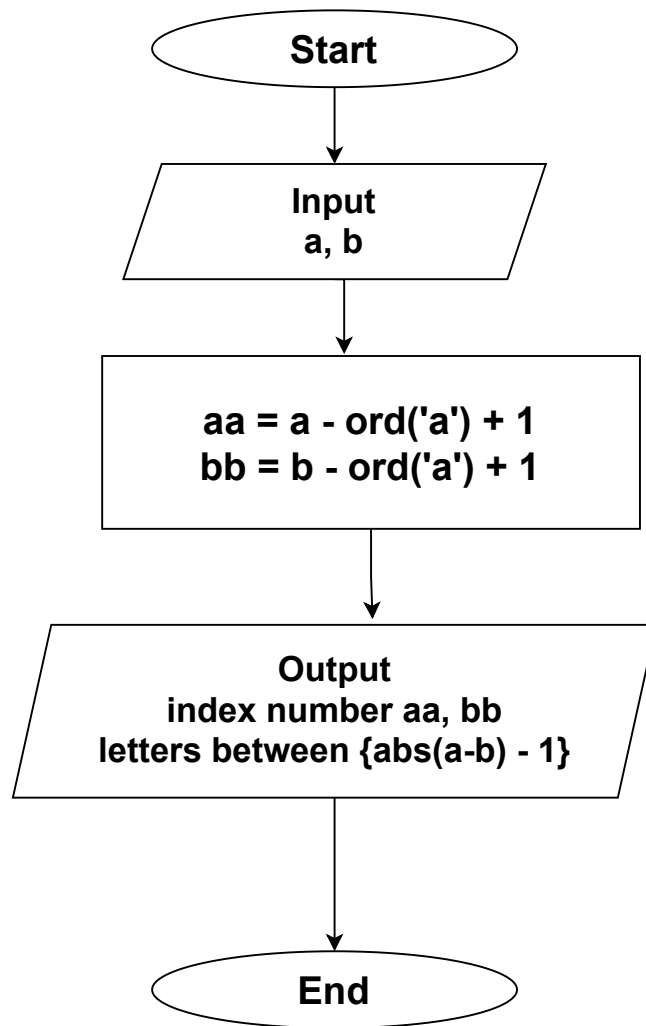 Start
Input
a, b
aa = a - ord('a') + 1
bb = b - ord('a') + 1
Output
index number aa, bb
letters between {abs(a-b) - 1}
End